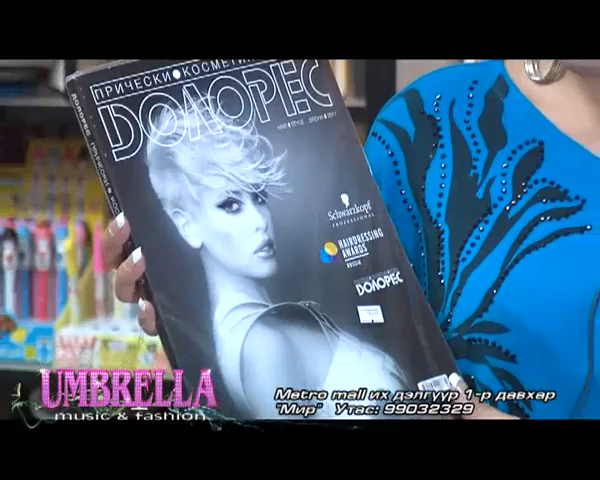 ПРИЧЕСКИ
ДОЛОРЕС
Schwarzkopf
PROFESSIONAL
HAIRDRESSING
AWARDS
RUSSIA
ДОЛОРЕС
UMBRELLA
music & fashion
Metro mall их дэлгүүр 1-р давхар
"Мир" Утас: 99032329